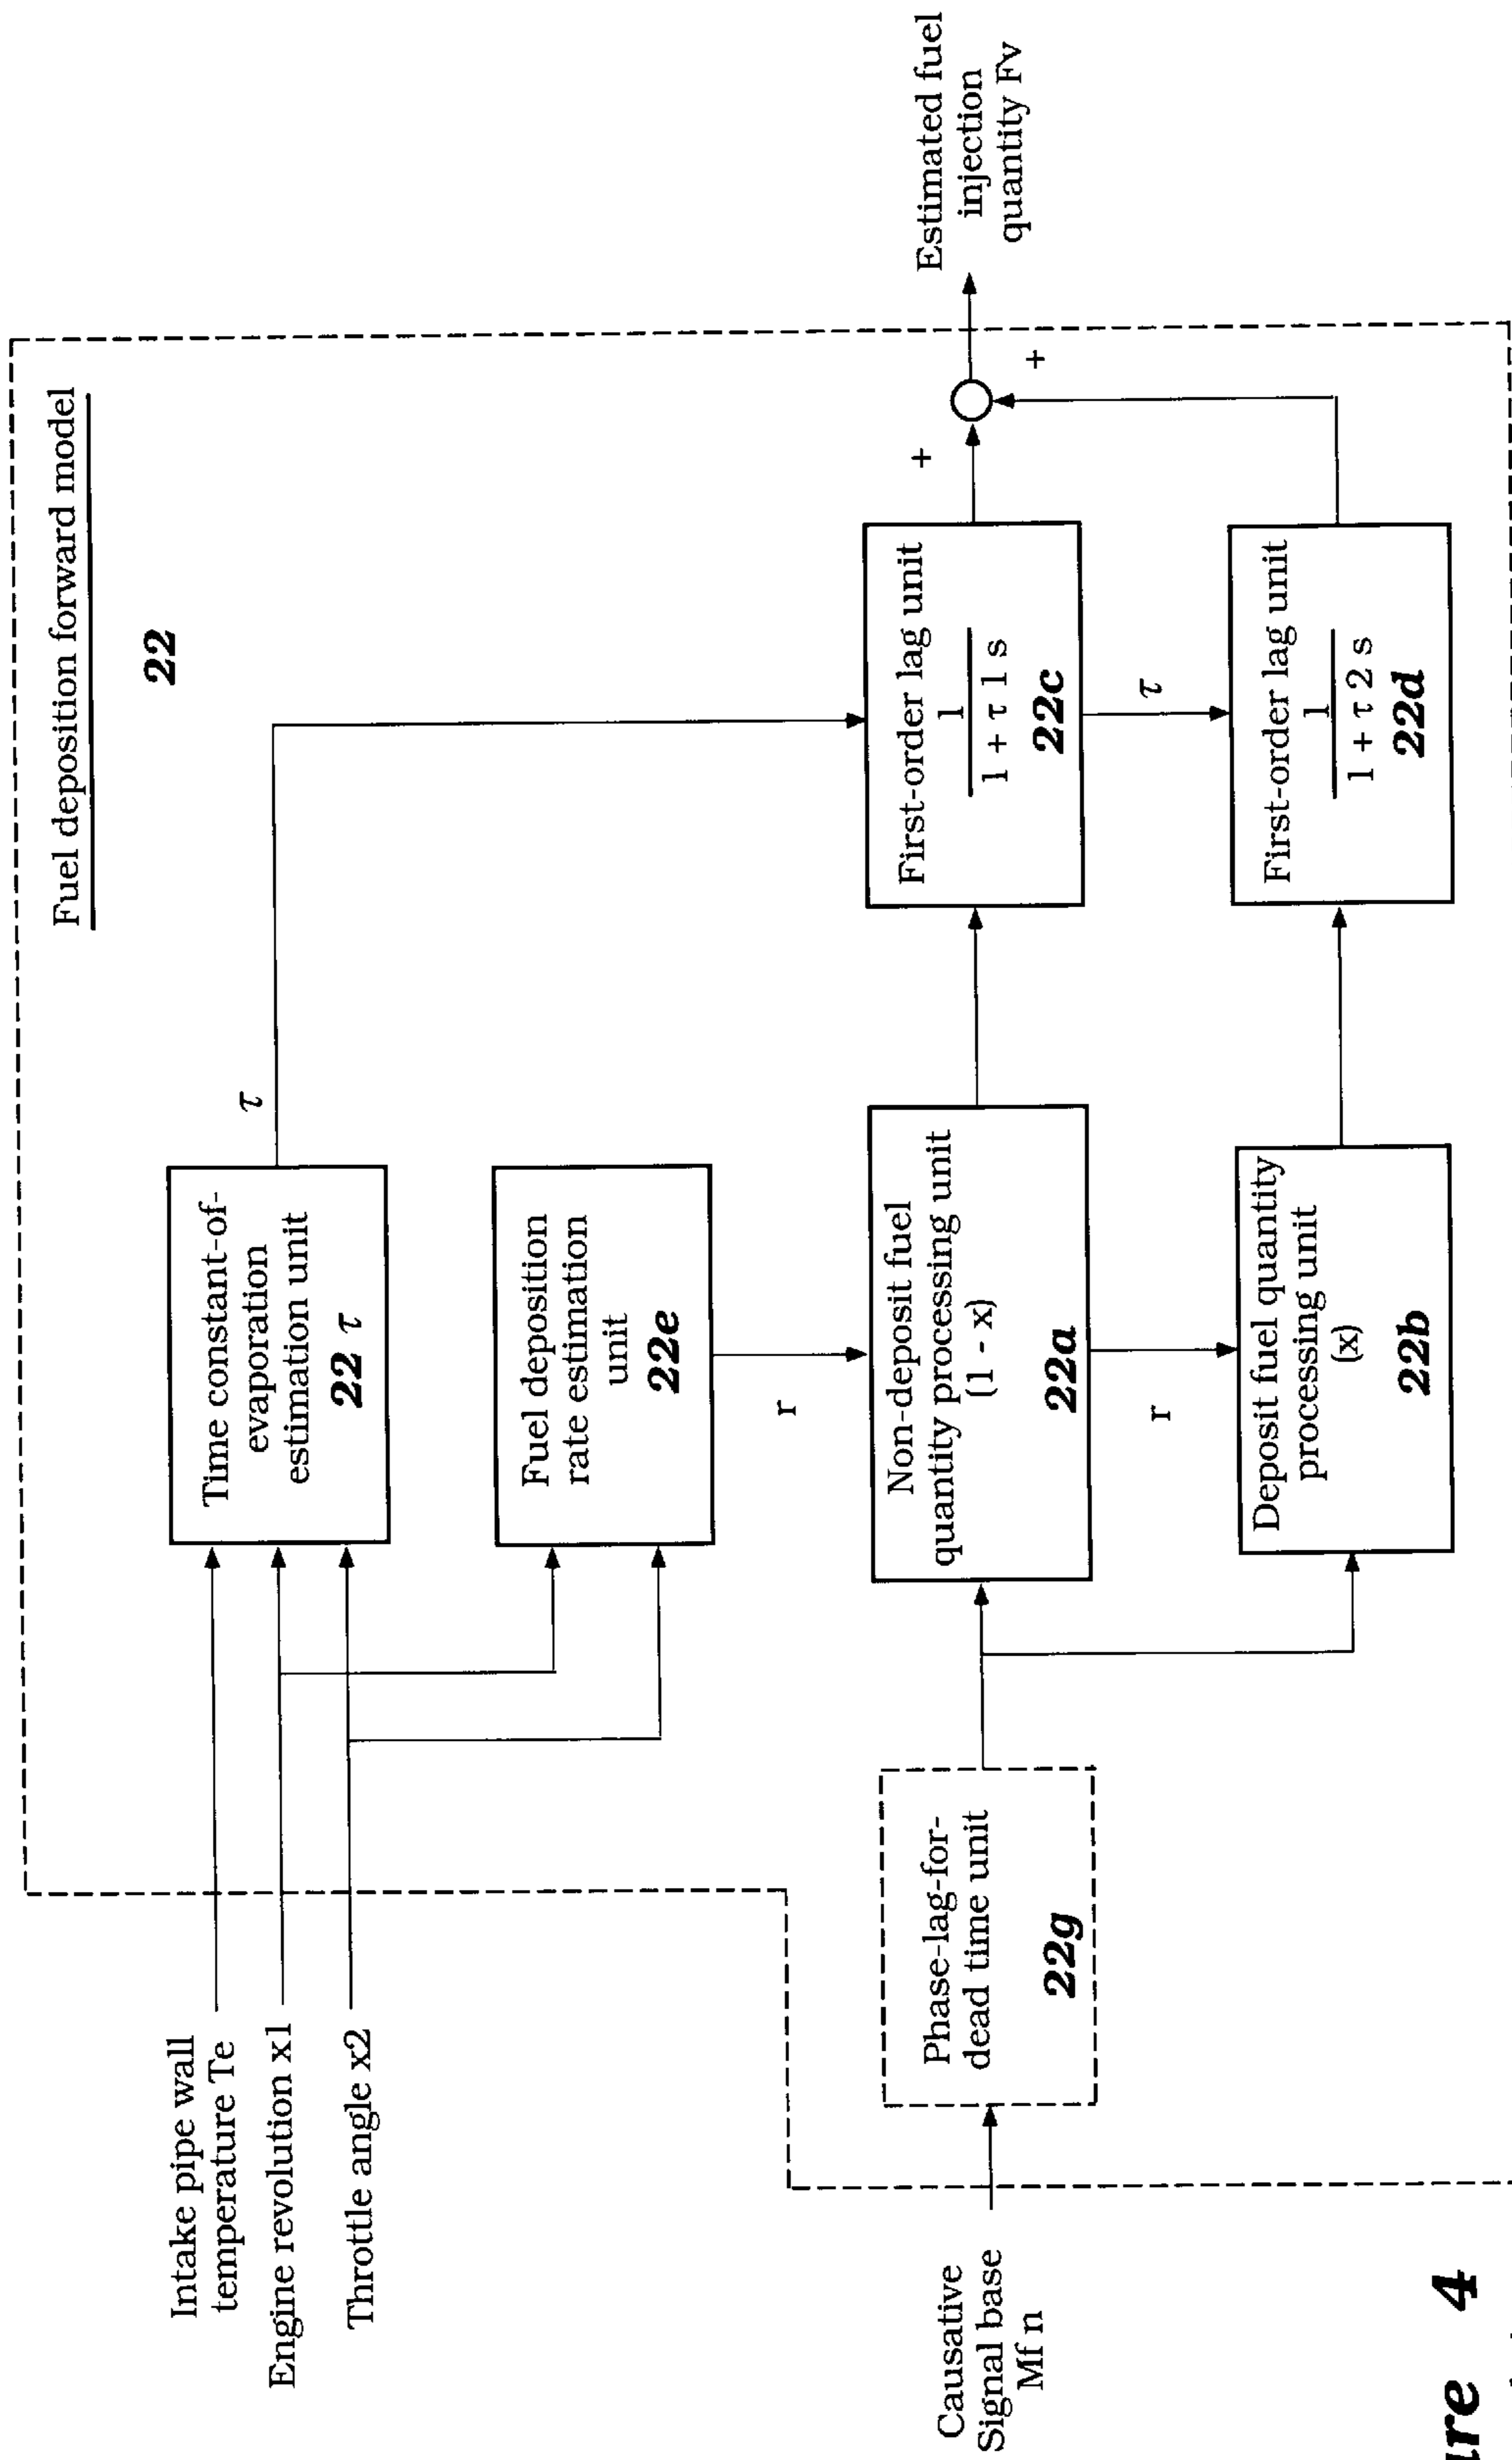 Fuel deposition forward model
22
Intake pipe wall
temperature Te
Engine revolution x1
Throttle angle x2
Time constant-of-
evaporation
estimation unit
22 τ
τ
Fuel deposition
rate estimation
unit
22e
r
Causative
Signal base
Mf n
Phase-lag-for-
dead time unit
22g
Non-deposit fuel
quantity processing unit
(1 - x)
22a
r
Deposit fuel quantity
processing unit
(x)
22b
First-order lag unit
1
1 + τ 1 s
22c
τ
First-order lag unit
1
1 + τ 2 s
22d
+
+
Estimated fuel
injection
quantity Fv
4